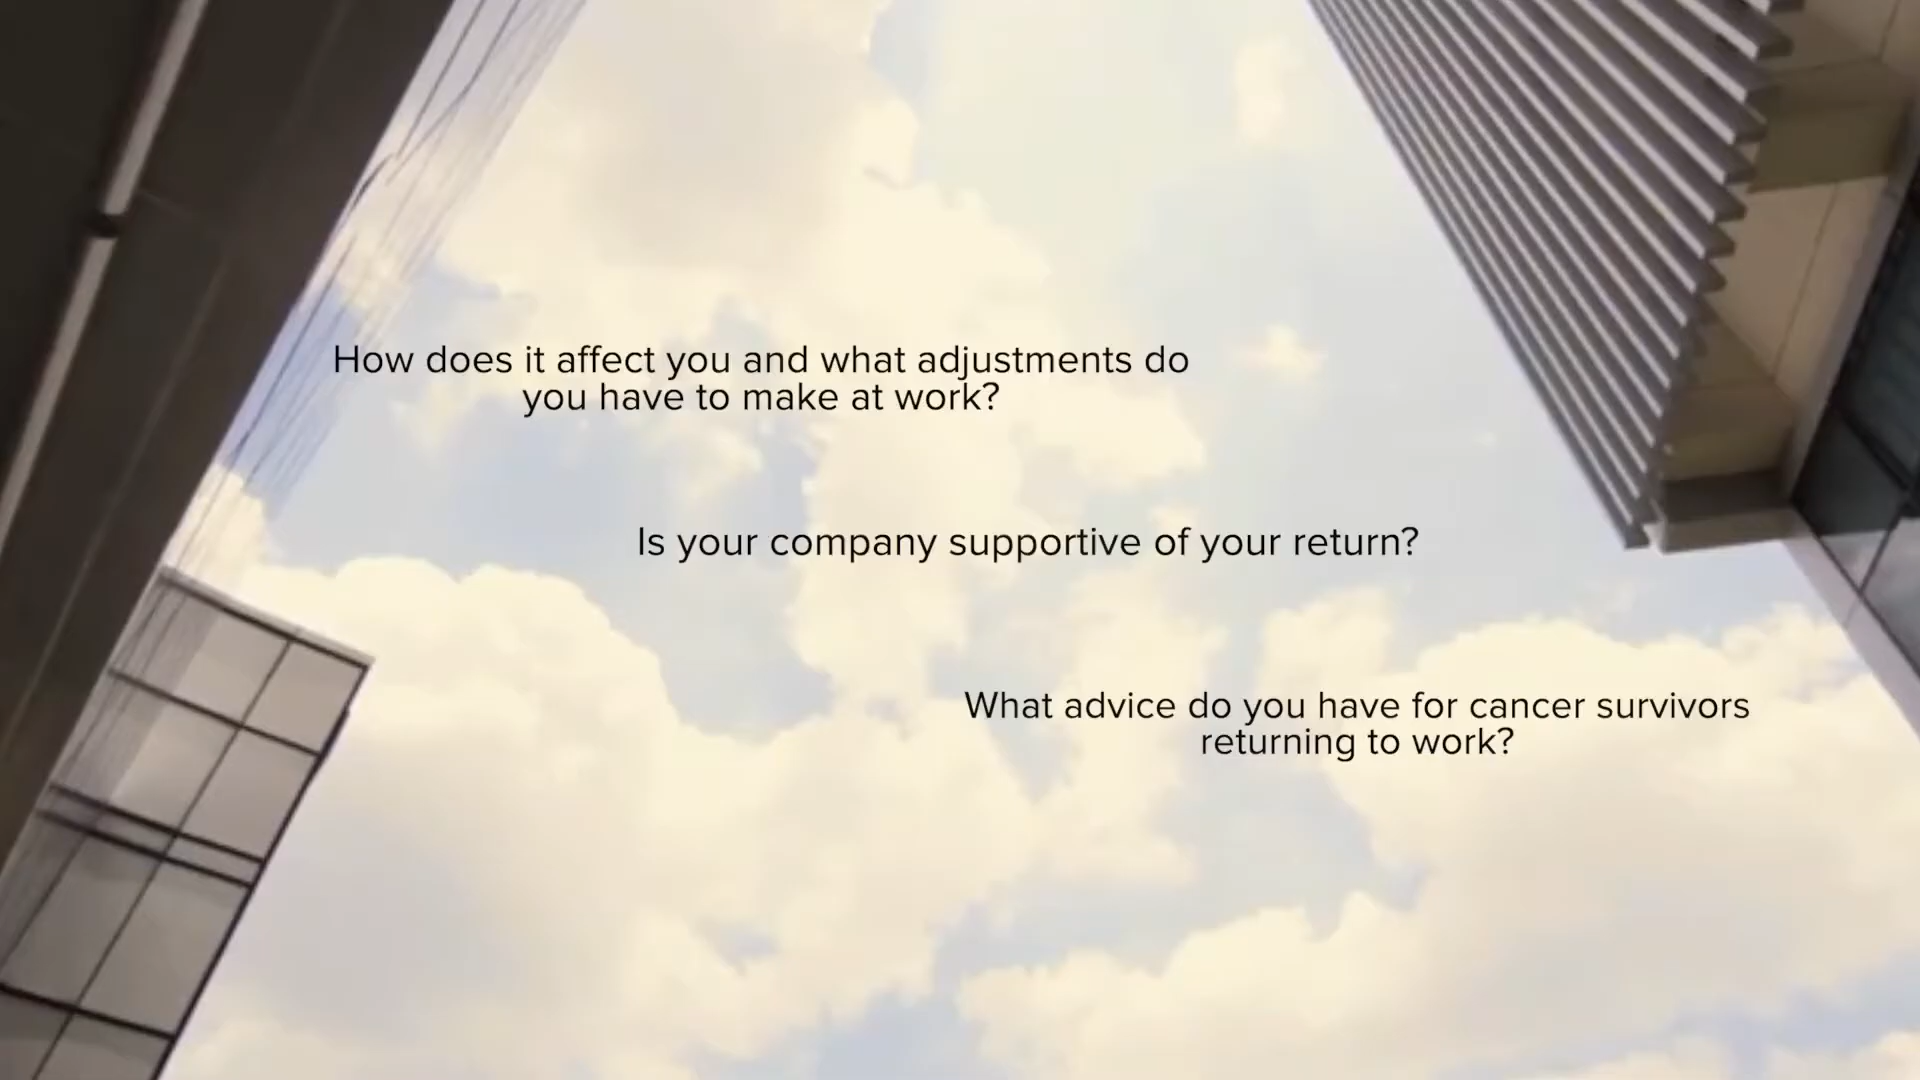 How does it affect you and what adjustments do
you have to make at work?
Is your company supportive of your return?
What advice do you have for cancer survivors
returning to work?